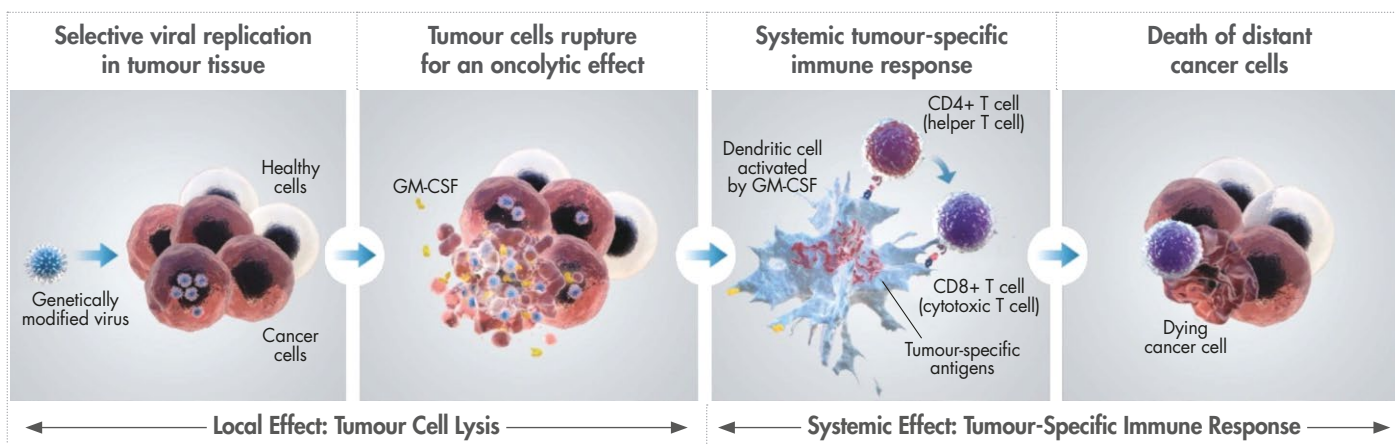 Selective viral replication
in tumour tissue
Tumour cells rupture
for an oncolytic effect
Systemic tumour-specific
immune response
Death of distant
cancer cells
Healthy
cells
Genetically
modified virus
Cancer
cells
GM-CSF
CD4+ T cell
(helper T cell)
Dendritic cell
activated
by GM-CSF
CD8+ T cell
(cytotoxic T cell)
Tumour-specific
antigens
Dying
cancer cell
Local Effect: Tumour Cell Lysis
Systemic Effect: Tumour-Specific Immune Response